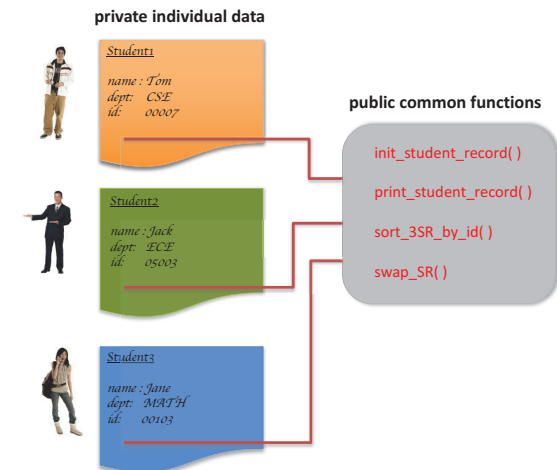 private individual data
Student1
name : Tom
dept: CSE
id: 00007
public common functions
init_student_record( )
print_student_record( )
sort_3SR_by_id( )
swap_SR( )
Student2
name : Jack
dept: ECE
id: 05003
Student3
name : Jane
dept: MATH
id: 00103